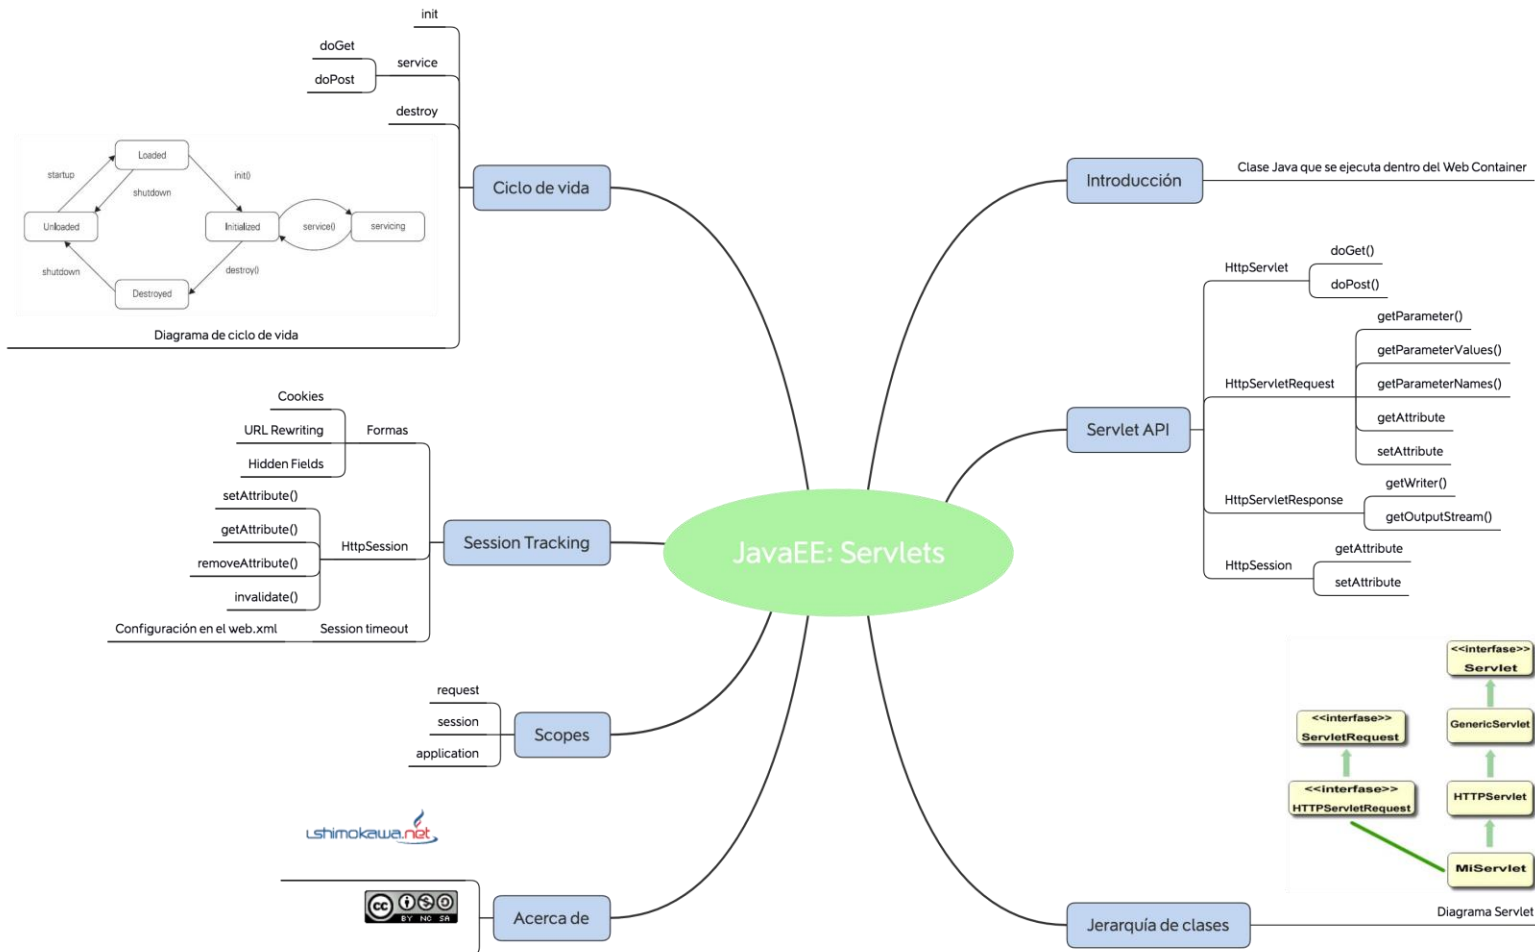 init
doGet
service
doPost
destroy
Loaded
startup
init()
shutdown
Unloaded
Initialized
service()
servicing
shutdown
destroy()
Destroyed
Diagrama de ciclo de vida
Ciclo de vida
Cookies
URL Rewriting
Formas
Hidden Fields
setAttribute()
getAttribute()
HttpSession
removeAttribute()
invalidate()
Configuración en el web.xml
Session timeout
Session Tracking
request
session
application
Scopes
ushimokawa.net
CC BY NC SA
Acerca de
JavaEE: Servlets
Introducción
Clase Java que se ejecuta dentro del Web Container
Servlet API
HttpServlet
doGet()
doPost()
HttpServletRequest
getParameter()
getParameterValues()
getParameterNames()
getAttribute
setAttribute
HttpServletResponse
getWriter()
getOutputStream()
HttpSession
getAttribute
setAttribute
<<interfase>>
Servlet
<<interfase>>
ServletRequest
GenericServlet
<<interfase>>
HTTPServletRequest
HTTPServlet
MiServlet
Jerarquía de clases
Diagrama Servlet